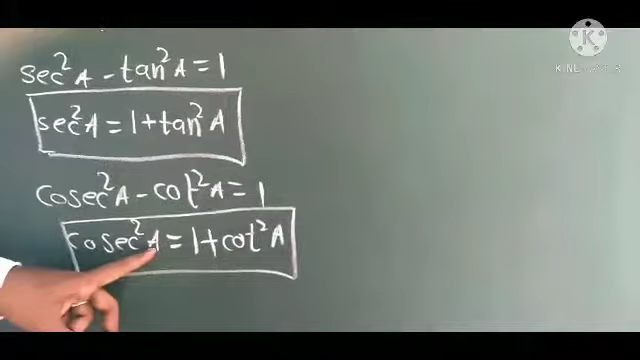 sec²A - tan²A = 1
sec²A = 1 + tan²A
cosec²A - cot²A = 1
cosec²A = 1 + cot²A